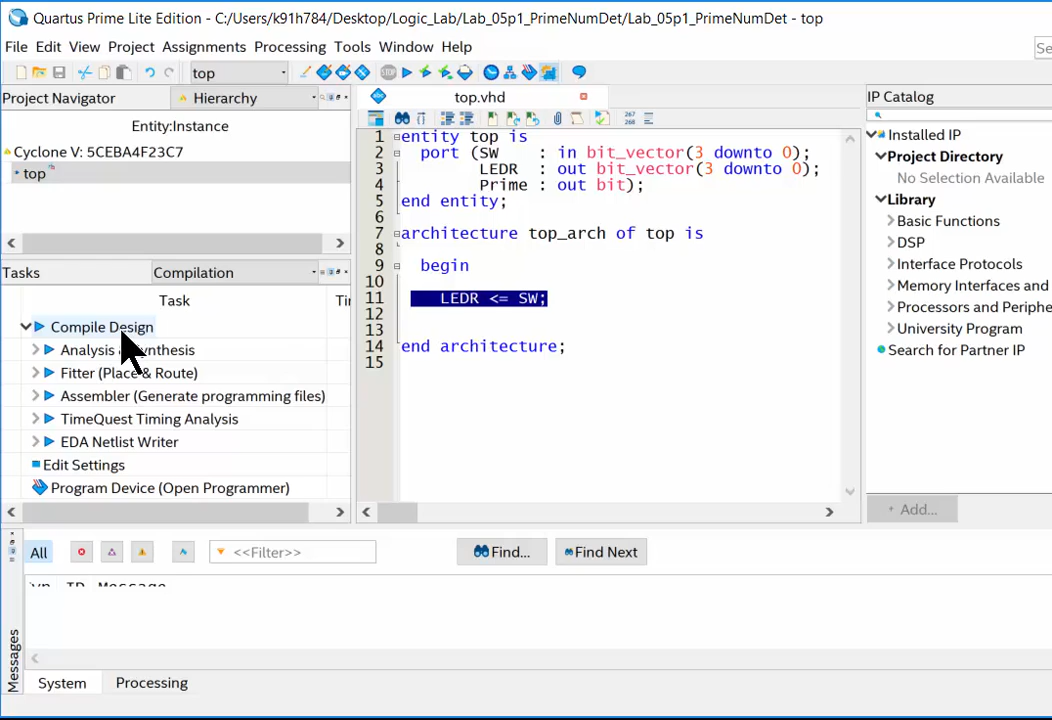 Quartus Prime Lite Edition - C:/Users/k91h784/Desktop/Logic_Lab/Lab_05p1_PrimeNumDet/Lab_05p1_PrimeNumDet - top
File Edit View Project Assignments Processing Tools Window Help
Se
top
Project Navigator Hierarchy
Entity:Instance
Cyclone V: 5CEBA4F23C7
top
Tasks Compilation
Task Tir
Compile Design
Analysis & Synthesis
Fitter (Place & Route)
Assembler (Generate programming files)
TimeQuest Timing Analysis
EDA Netlist Writer
Edit Settings
Program Device (Open Programmer)
top.vhd
267
268
1 entity top is
2 port (SW : in bit_vector(3 downto 0);
3 LEDR : out bit_vector(3 downto 0);
4 Prime : out bit);
5 end entity;
6
7 architecture top_arch of top is
8
9 begin
10
11 LEDR <= SW;
12
13
14 end architecture;
15
IP Catalog
Installed IP
Project Directory
No Selection Available
Library
Basic Functions
DSP
Interface Protocols
Memory Interfaces and
Processors and Periphe
University Program
Search for Partner IP
+ Add...
All <<Filter>> Find... Find Next
ID Message
Messages
System Processing